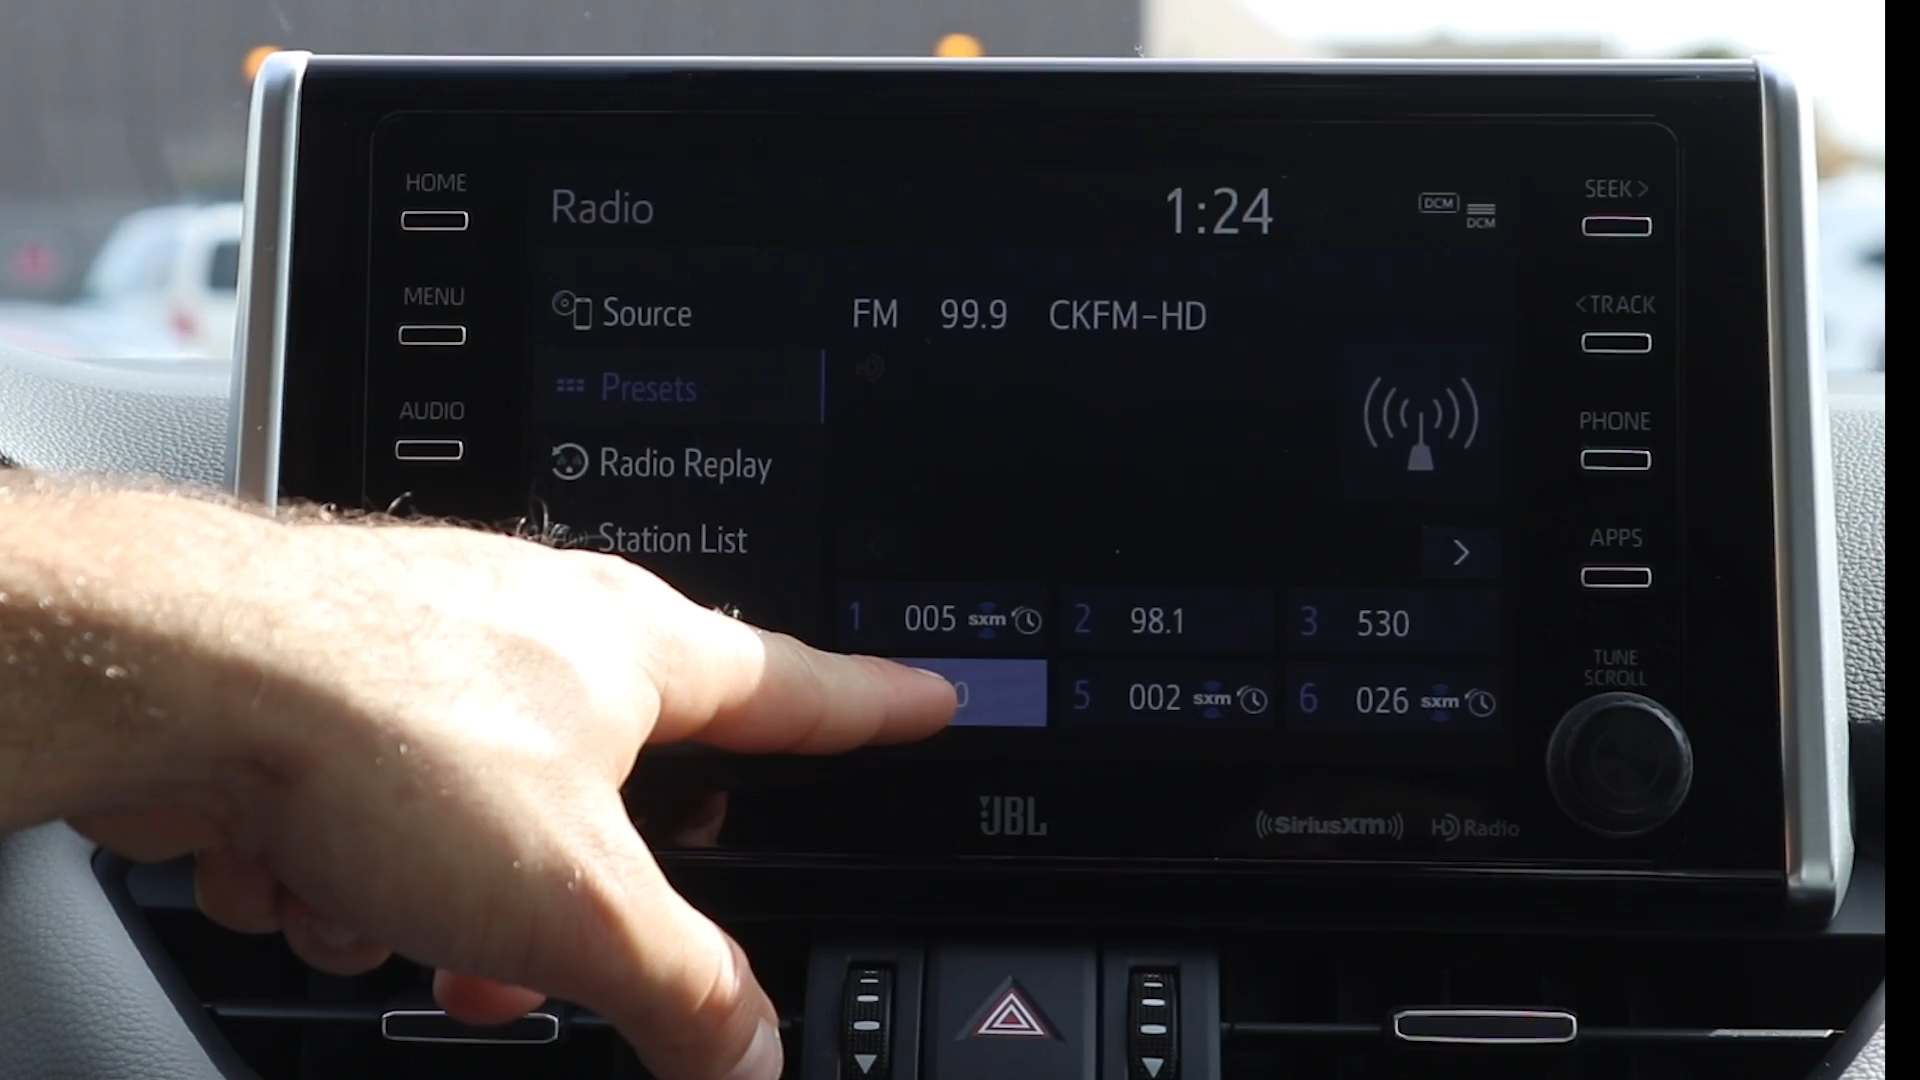 HOME
MENU
AUDIO
Radio
1:24
DCM
DCM
Source
Presets
Radio Replay
Station List
FM 99.9 CKFM-HD
HD
1 005 sxm
2 98.1
3 530
5 002 sxm
6 026 sxm
SEEK >
< TRACK
PHONE
APPS
TUNE
SCROLL
JBL
((SiriusXM))
HD Radio